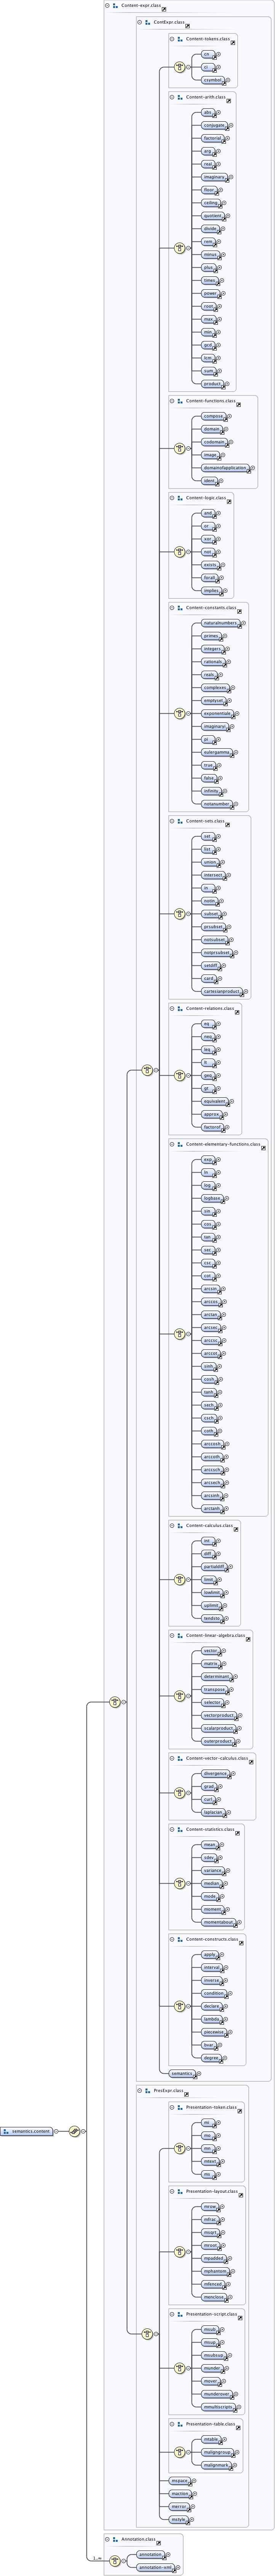 Content-expr.class
ContExpr.class
Content-tokens.class
cn
ci
csymbol
Content-arith.class
abs
conjugate
factorial
arg
real
imaginary
floor
ceiling
quotient
divide
rem
minus
plus
times
power
root
max
min
gcd
lcm
sum
product
Content-functions.class
compose
domain
codomain
image
domainofapplication
ident
Content-logic.class
and
or
xor
not
exists
forall
implies
Content-constants.class
naturalnumbers
primes
integers
rationals
reals
complexes
emptyset
exponentiale
imaginaryi
pi
eulergamma
true
false
infinity
notanumber
Content-sets.class
set
list
union
intersect
in
notin
subset
prsubset
notsubset
notprsubset
setdiff
card
cartesianproduct
Content-relations.class
eq
neq
leq
lt
geq
gt
equivalent
approx
factorof
Content-elementary-functions.class
exp
ln
log
logbase
sin
cos
tan
sec
csc
cot
arcsin
arccos
arctan
arcsec
arccsc
arccot
sinh
cosh
tanh
sech
csch
coth
arccosh
arccoth
arccsch
arcsech
arcsinh
arctanh
Content-calculus.class
int
diff
partialdiff
limit
lowlimit
uplimit
tendsto
Content-linear-algebra.class
vector
matrix
determinant
transpose
selector
vectorproduct
scalarproduct
outerproduct
Content-vector-calculus.class
divergence
grad
curl
laplacian
Content-statistics.class
mean
sdev
variance
median
mode
moment
momentabout
Content-constructs.class
apply
interval
inverse
condition
declare
lambda
piecewise
bvar
degree
semantics
semantics.content
PresExpr.class
Presentation-token.class
mi
mo
mn
mtext
ms
Presentation-layout.class
mrow
mfrac
msqrt
mroot
mpadded
mphantom
mfenced
menclose
Presentation-script.class
msub
msup
msubsup
munder
mover
munderover
mmultiscripts
Presentation-table.class
mtable
maligngroup
malignmark
mspace
maction
merror
mstyle
Annotation.class
1..∞
annotation
annotation-xml